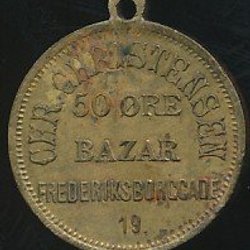 CHR. CHRISTENSEN
50 ØRE
BAZAR
FREDERIKSBORGGADE
19.